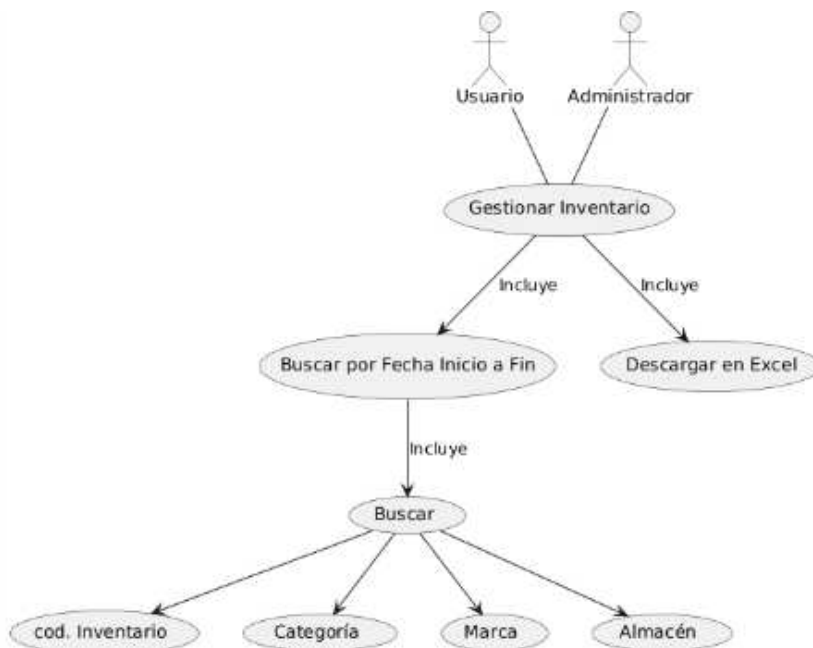 Usuario
Administrador
Gestionar Inventario
Incluye
Incluye
Buscar por Fecha Inicio a Fin
Descargar en Excel
Incluye
Buscar
cod. Inventario
Categoría
Marca
Almacén